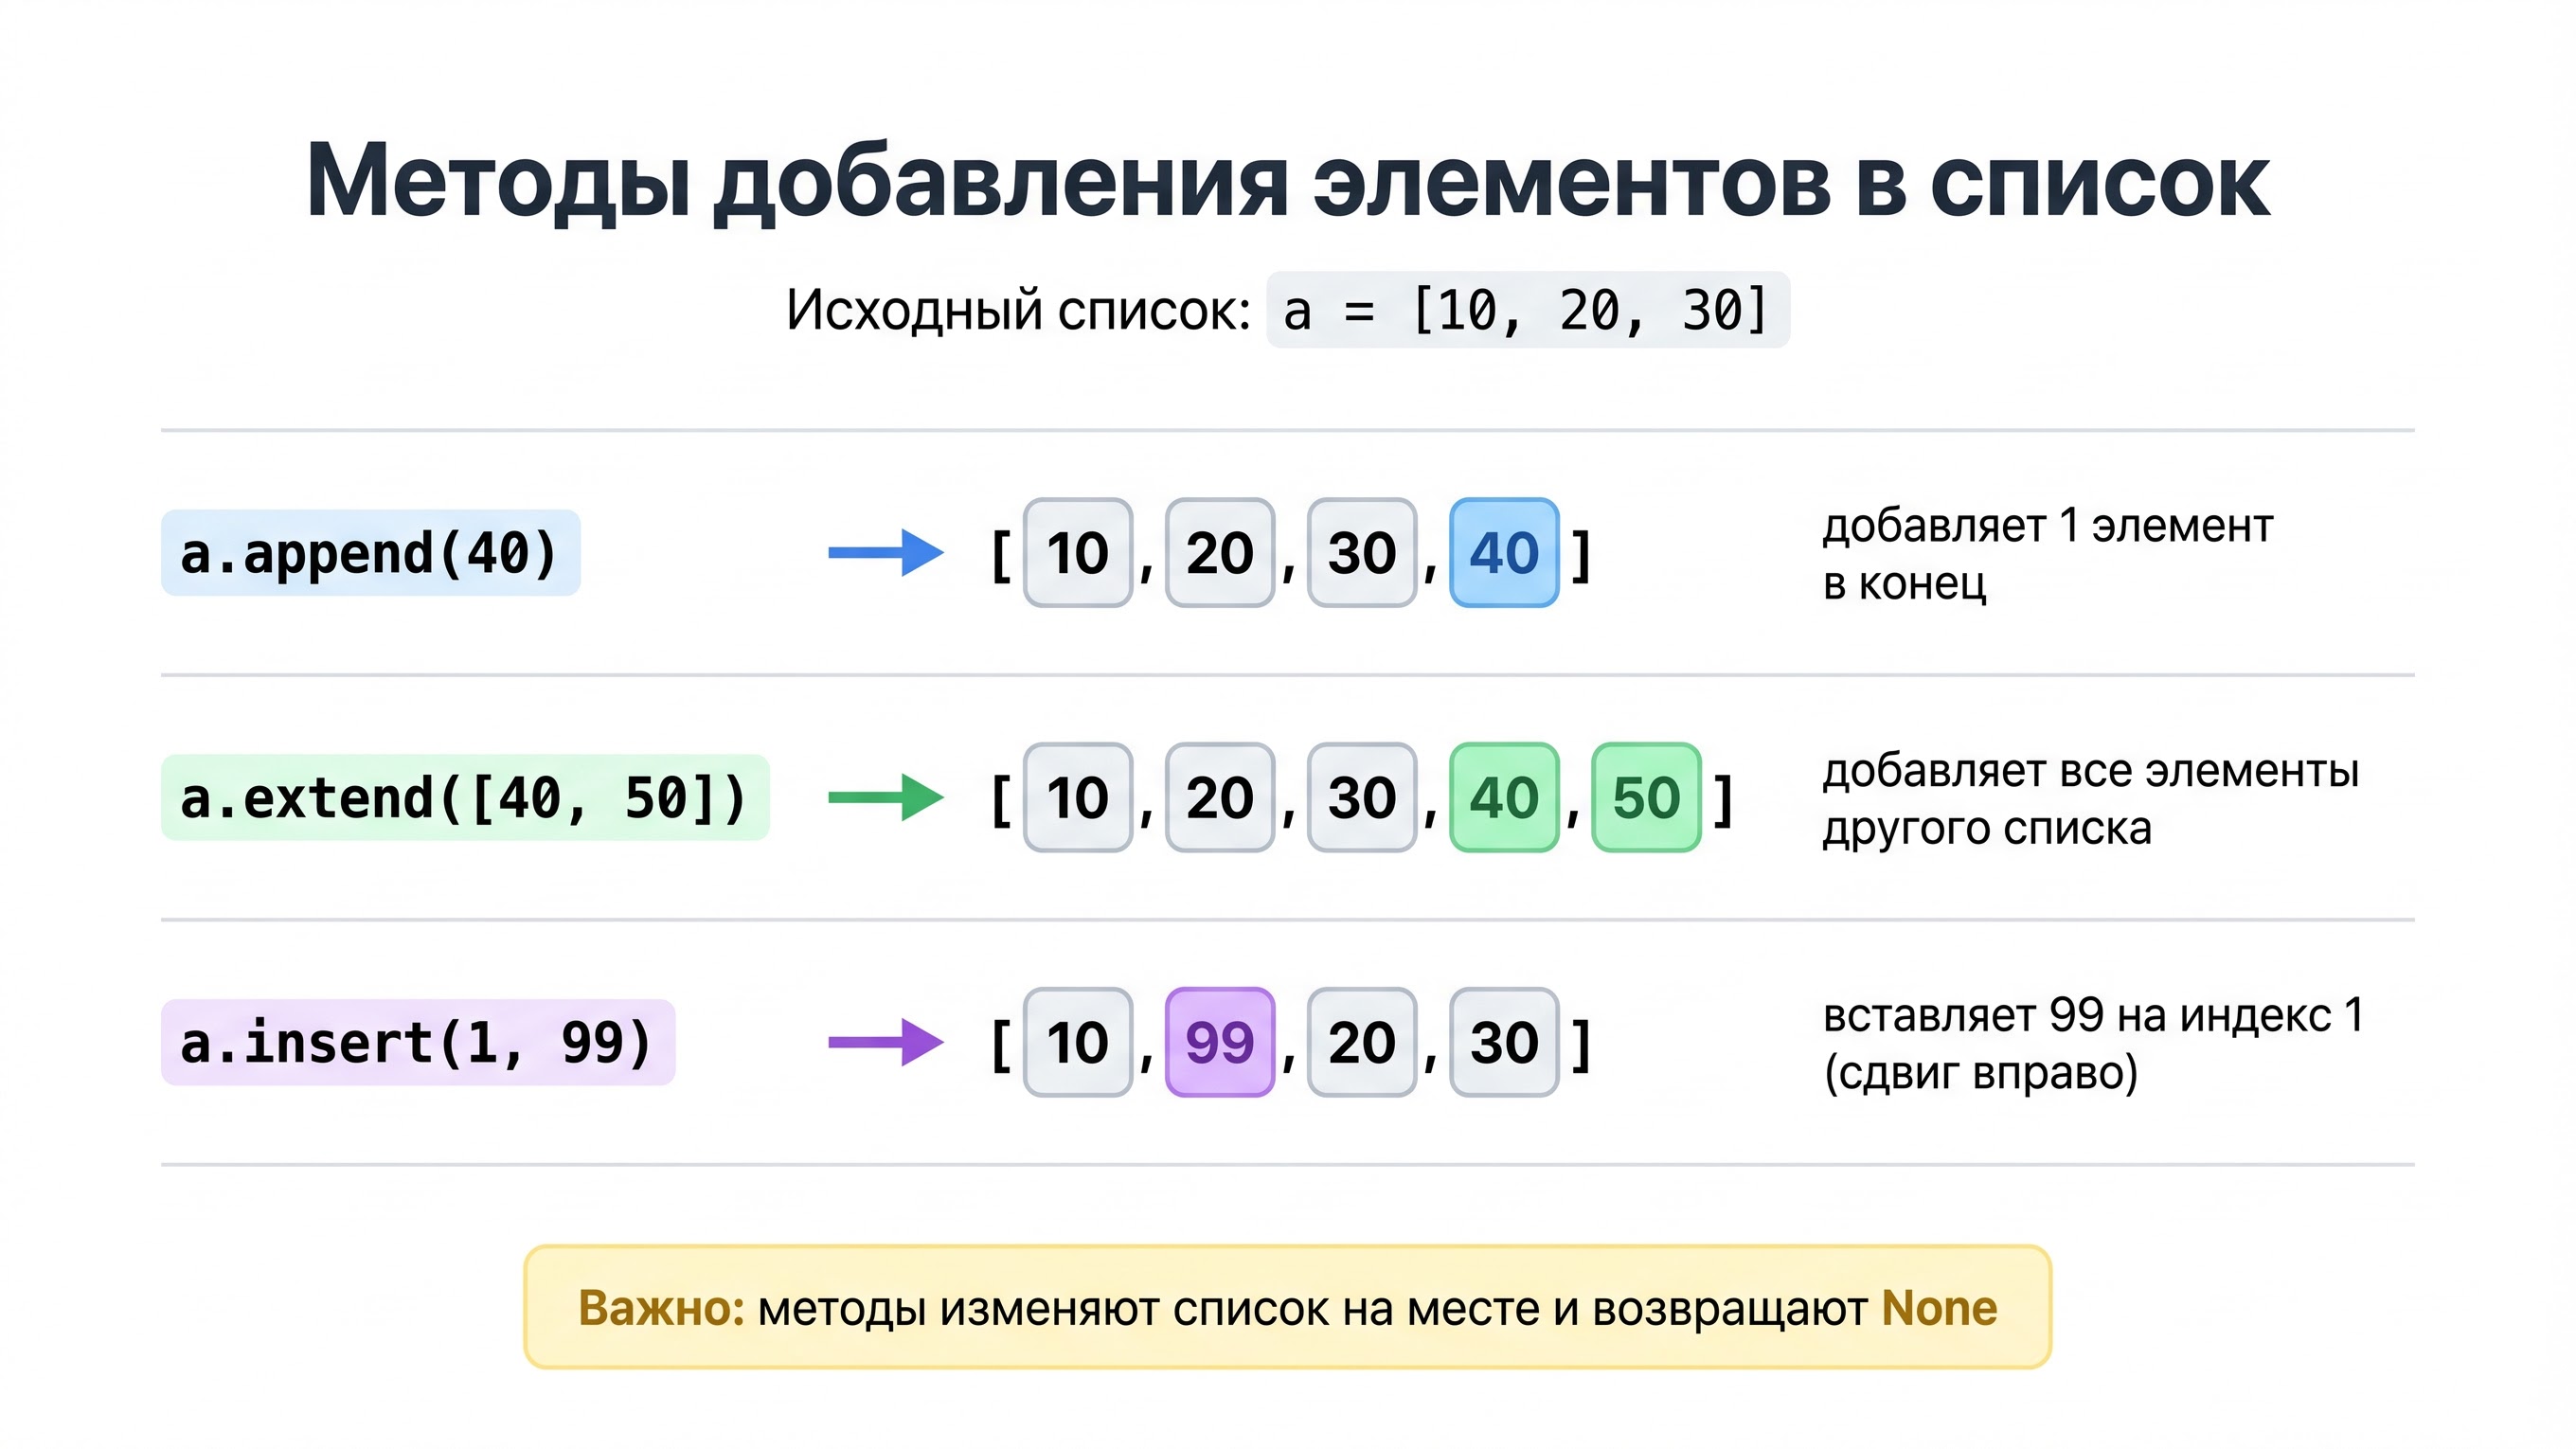 Методы добавления элементов в список
Исходный список: a = [10, 20, 30]
a.append(40) → [ 10 , 20 , 30 , 40 ]
добавляет 1 элемент
в конец
a.extend([40, 50]) → [ 10 , 20 , 30 , 40 , 50 ]
добавляет все элементы
другого списка
a.insert(1, 99) → [ 10 , 99 , 20 , 30 ]
вставляет 99 на индекс 1
(сдвиг вправо)
Важно: методы изменяют список на месте и возвращают None